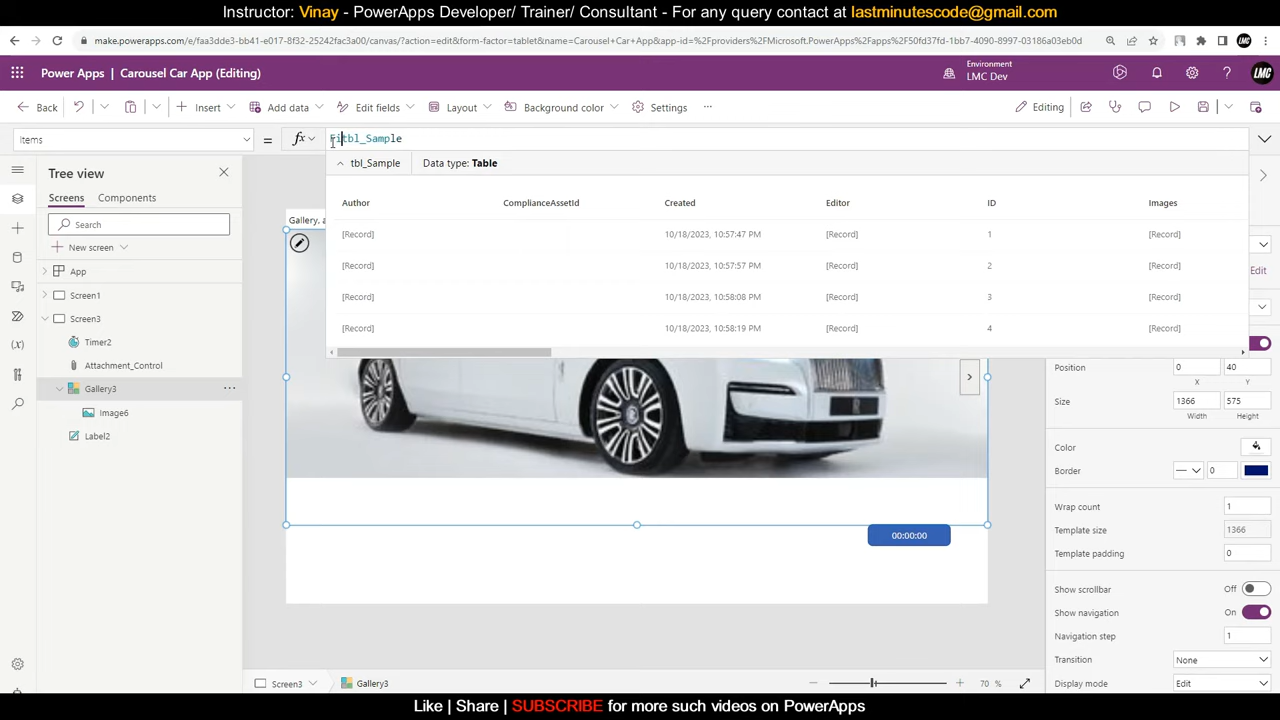 Instructor: Vinay - PowerApps Developer/ Trainer/ Consultant - For any query contact at lastminutescode@gmail.com
make.powerapps.com/e/faa3dde3-bb41-e017-8f32-25242fac3a00/canvas/?action=edit&form-factor=tablet&name=Carousel+Car+App&app-id=%2Fproviders%2FMicrosoft.PowerApps%2Fapps%2F50fd37fd-1bb7-4090-8997-03186a03eb0d
LMC
Power Apps | Carousel Car App (Editing)
Environment
LMC Dev
LMC
Back
Insert
Add data
Edit fields
Layout
Background color
Settings
Editing
Items
=
fx
Fitbl_Sample
tbl_Sample
Data type: Table
Author ComplianceAssetId Created Editor ID Images
[Record] 10/18/2023, 10:57:47 PM [Record] 1 [Record]
[Record] 10/18/2023, 10:57:57 PM [Record] 2 [Record]
[Record] 10/18/2023, 10:58:08 PM [Record] 3 [Record]
[Record] 10/18/2023, 10:58:19 PM [Record] 4 [Record]
Tree view
Screens Components
Search
New screen
App
Screen1
Screen3
Timer2
Attachment_Control
Gallery3
Image6
Label2
00:00:00
Edit
Position 0 40
X Y
Size 1366 575
Width Height
Color
Border 0
Wrap count 1
Template size 1366
Template padding 0
Show scrollbar Off
Show navigation On
Navigation step 1
Transition None
Display mode Edit
Screen3
Gallery3
70 %
Like | Share | SUBSCRIBE for more such videos on PowerApps